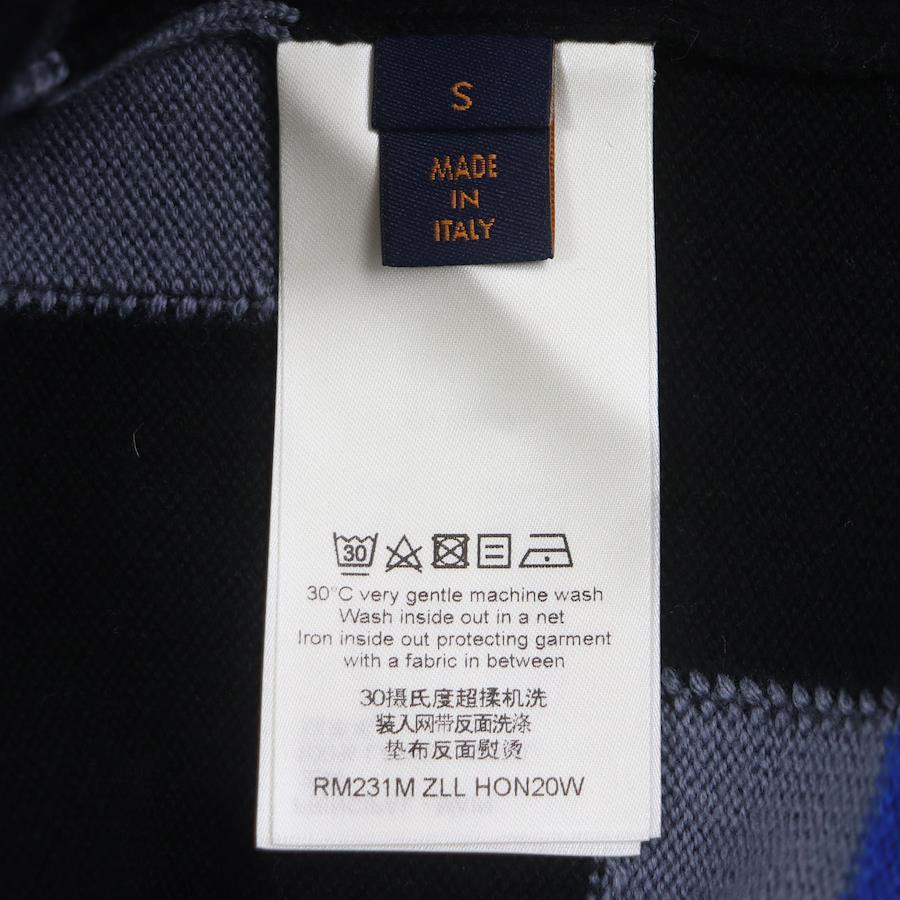 S
MADE
IN
ITALY
30
30°C very gentle machine wash
Wash inside out in a net
Iron inside out protecting garment
with a fabric in between
30摄氏度超揉机洗
装入网带反面洗涤
垫布反面熨烫
RM231M ZLL HON20W